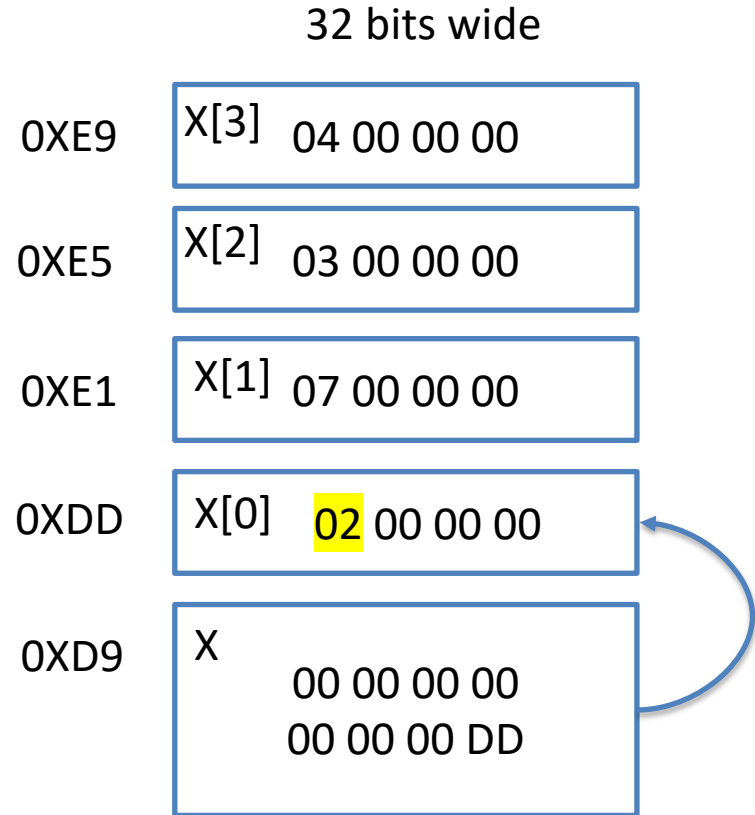 32 bits wide
0XE9 X[3] 04 00 00 00
0XE5 X[2] 03 00 00 00
0XE1 X[1] 07 00 00 00
0XDD X[0] 02 00 00 00
0XD9 X
00 00 00 00
00 00 00 DD